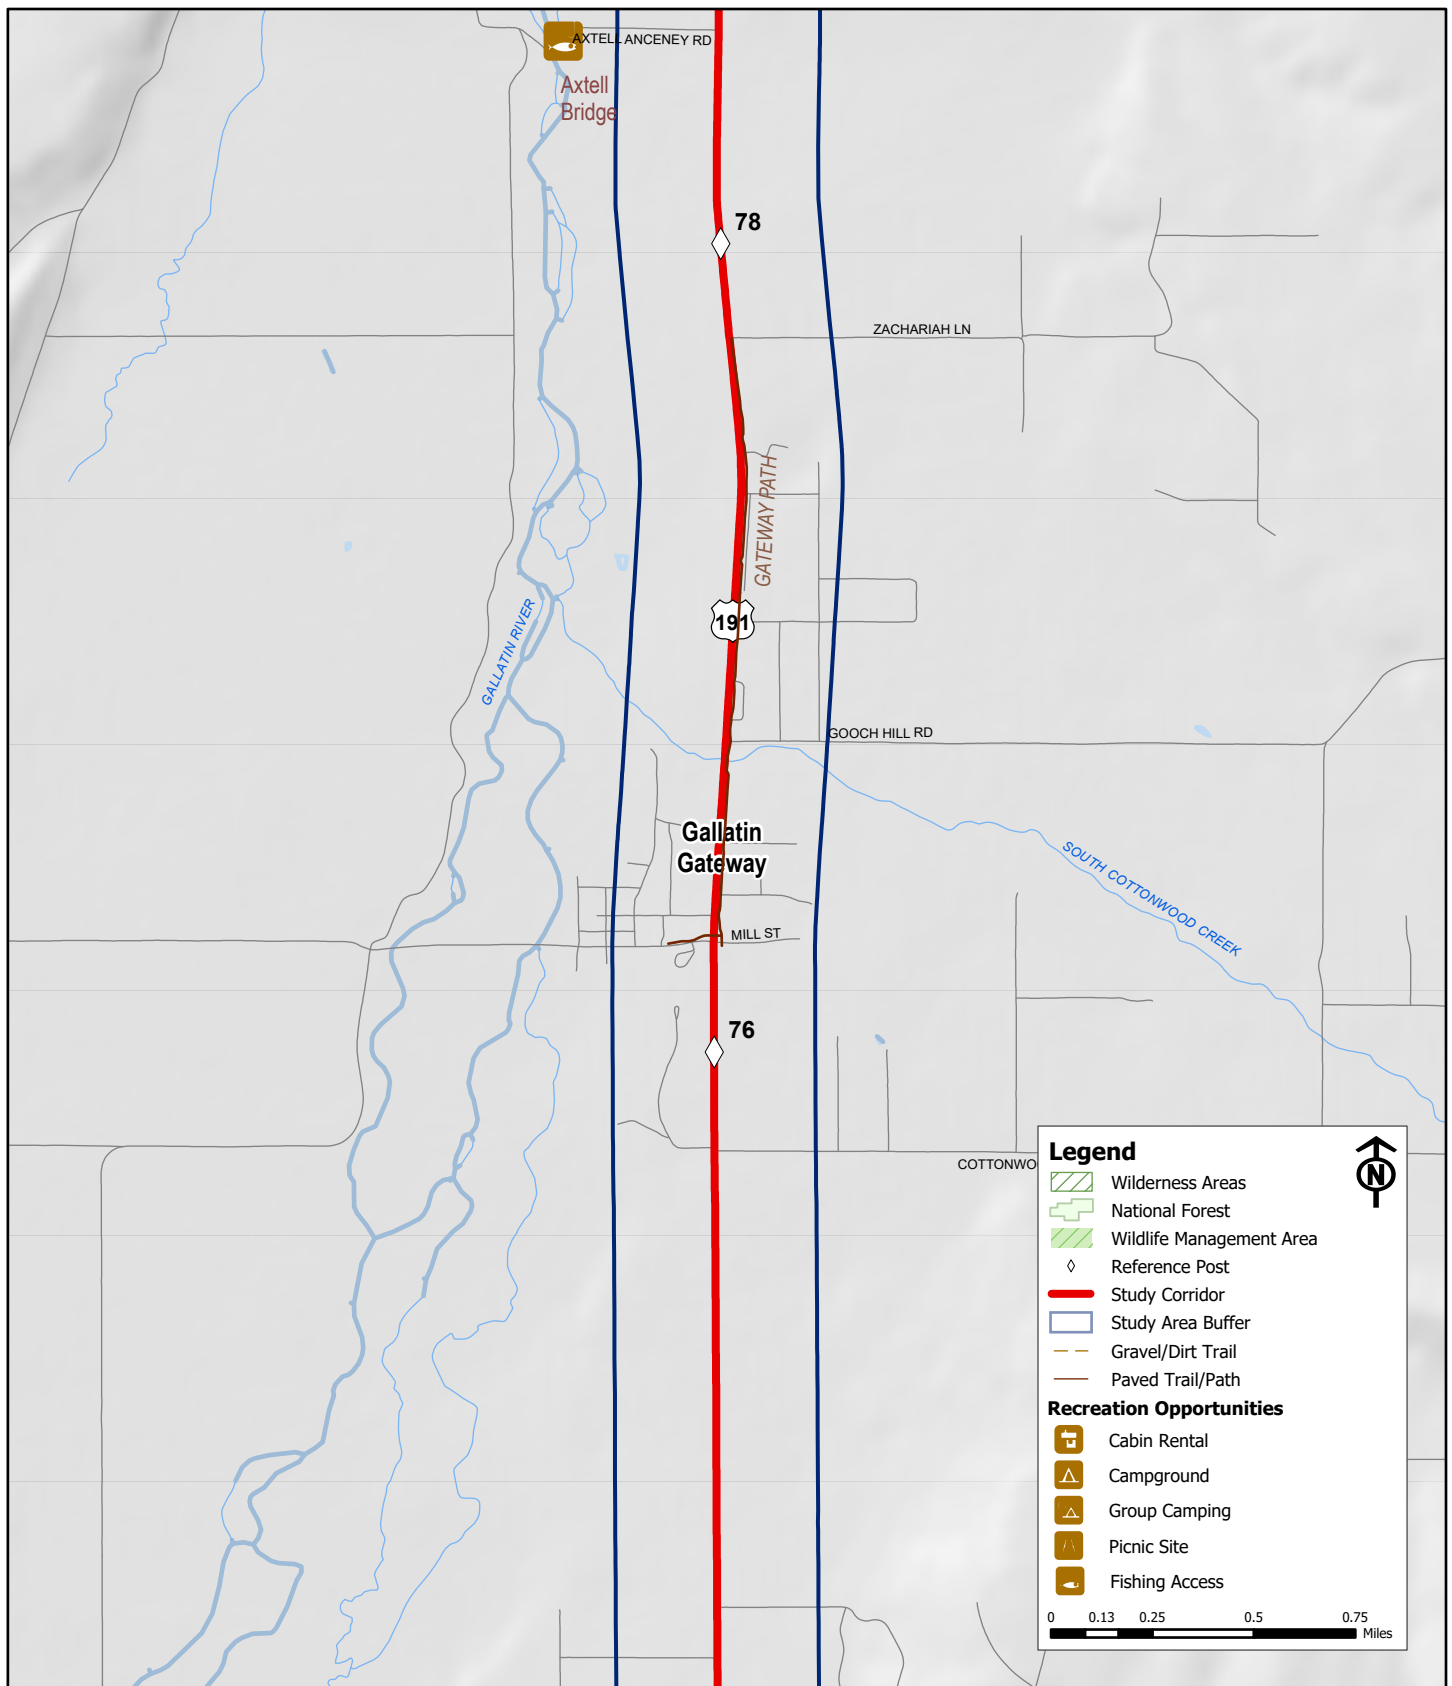 AXTELL ANCENEY RD
Axtell
Bridge
78
ZACHARIAH LN
GATEWAY PATH
191
GALLATIN RIVER
GOOCH HILL RD
Gallatin
Gateway
SOUTH COTTONWOOD CREEK
MILL ST
76
COTTONWO
Legend
N
Wilderness Areas
National Forest
Wildlife Management Area
Reference Post
Study Corridor
Study Area Buffer
Gravel/Dirt Trail
Paved Trail/Path
Recreation Opportunities
Cabin Rental
Campground
Group Camping
Picnic Site
Fishing Access
0 0.13 0.25 0.5 0.75
Miles